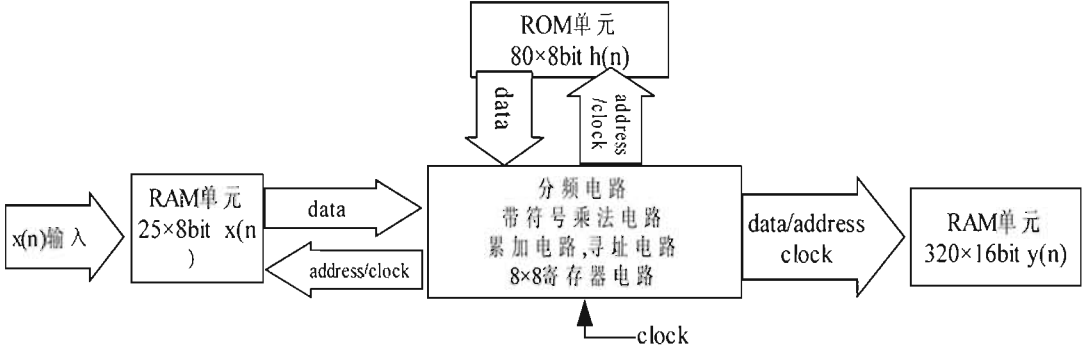 ROM单元
80×8bit h(n)
data
address
/clock
分频电路
带符号乘法电路
累加电路,寻址电路
8×8寄存器电路
x(n)输入
RAM单元
25×8bit x(n
)
data
address/clock
data/address
clock
RAM单元
320×16bit y(n)
clock